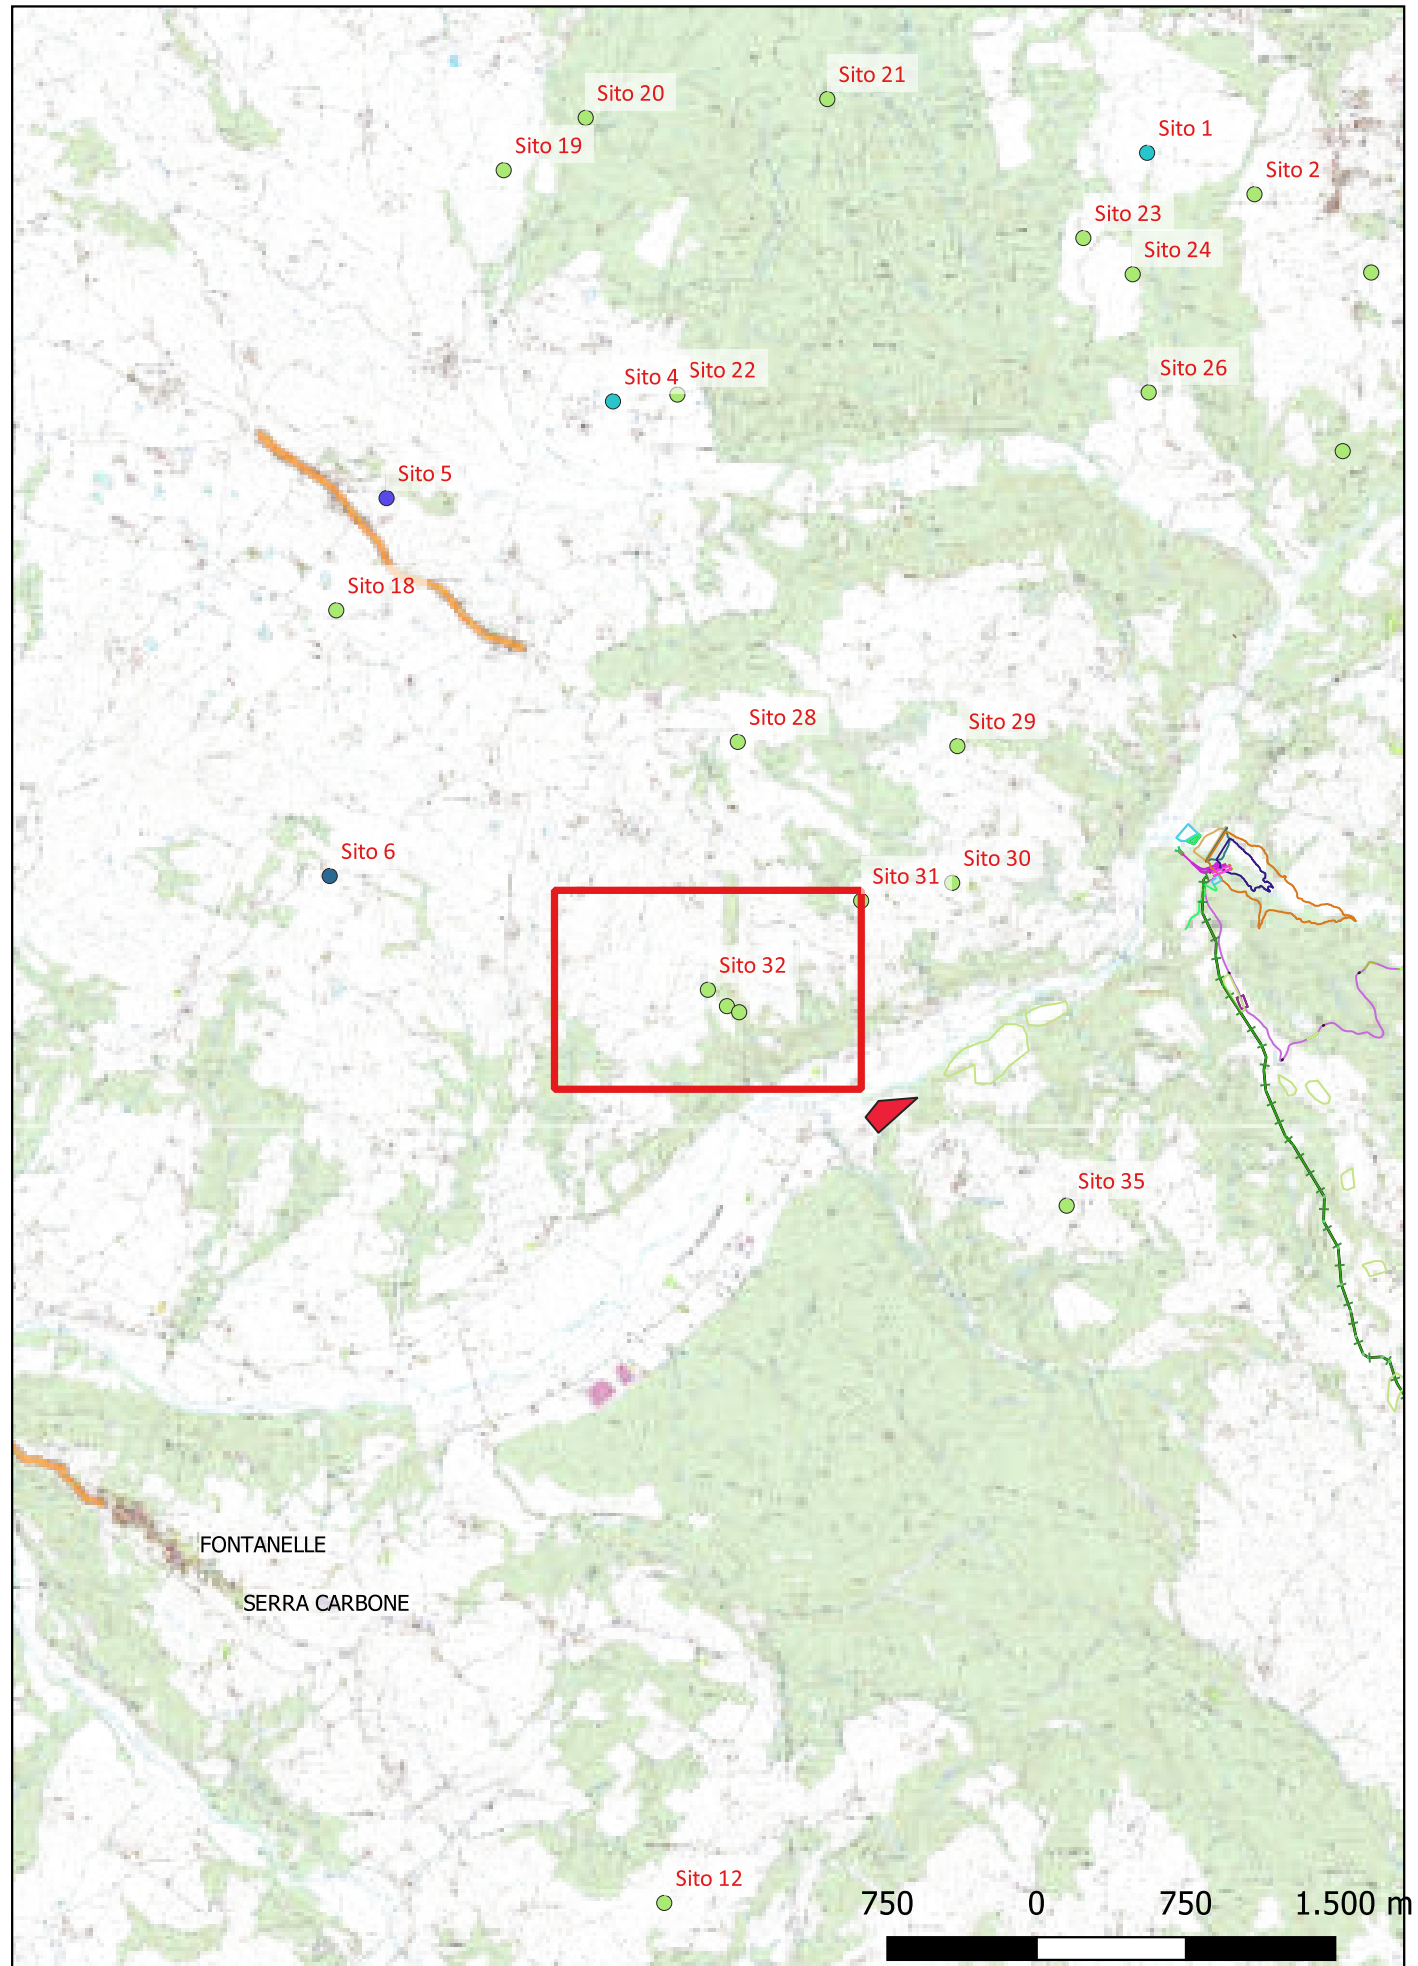 Sito 21
Sito 20
Sito 1
Sito 19
Sito 2
Sito 23
Sito 24
Sito 26
Sito 22
Sito 4
Sito 5
Sito 18
Sito 28
Sito 29
Sito 6
Sito 30
Sito 31
Sito 32
Sito 35
FONTANELLE
SERRA CARBONE
Sito 12
750 0 750 1.500 m